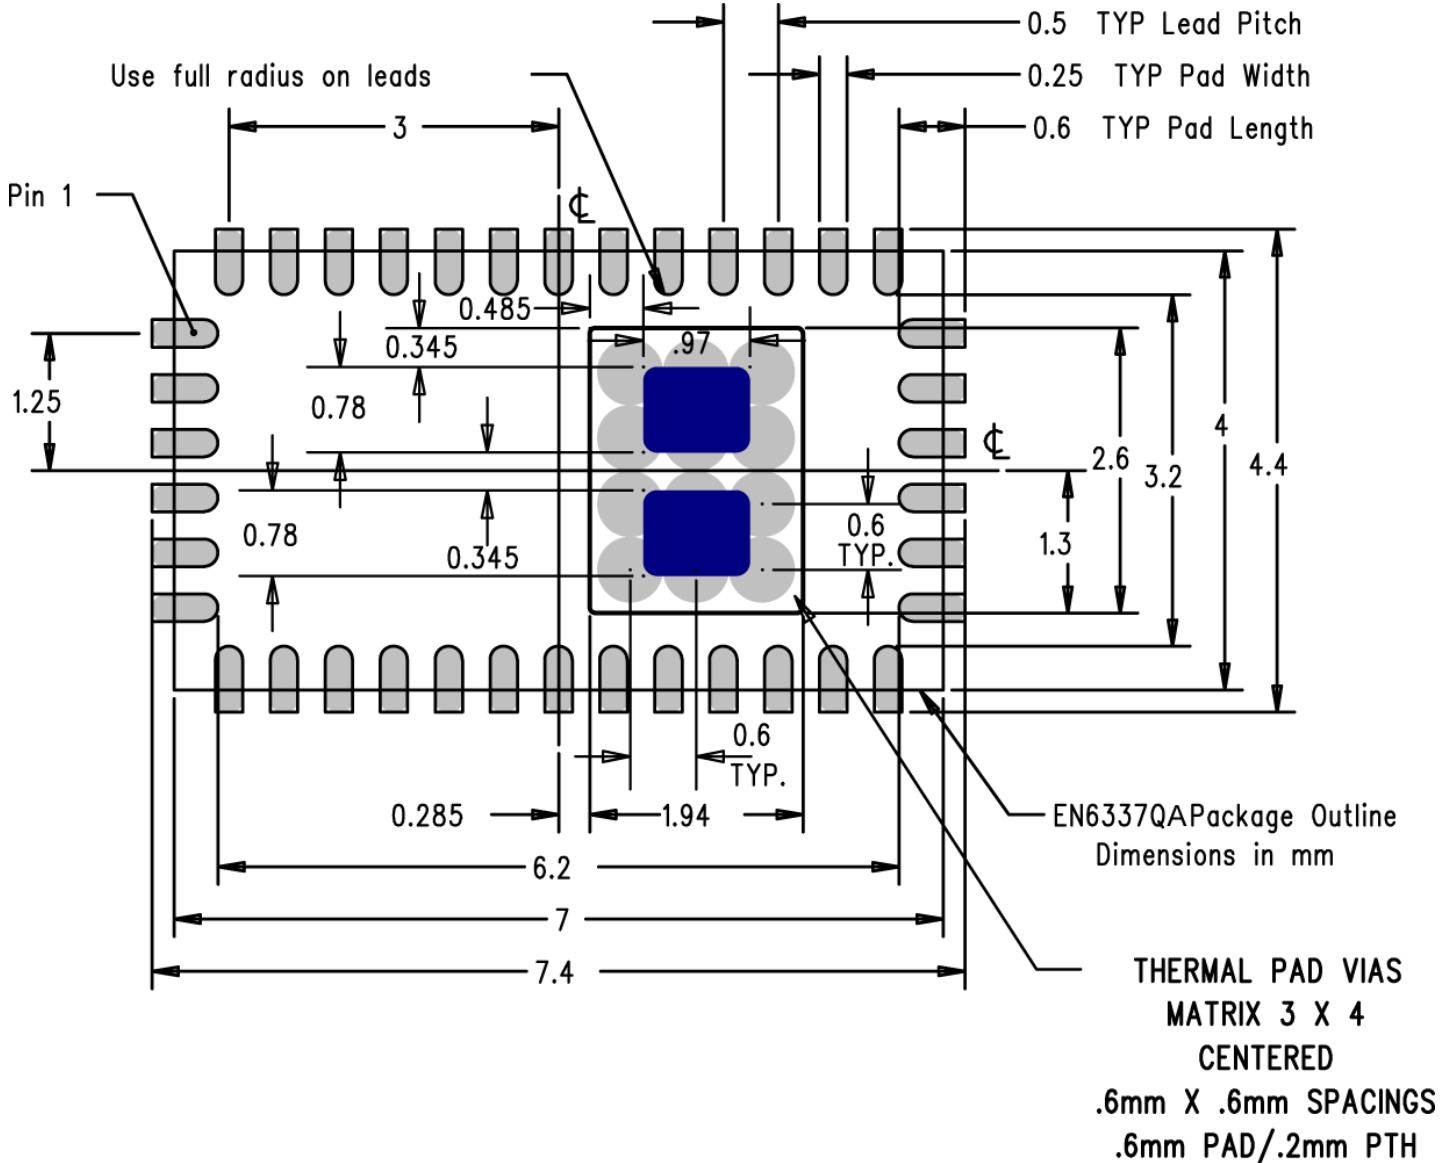 0.5 TYP Lead Pitch
Use full radius on leads
0.25 TYP Pad Width
3
0.6 TYP Pad Length
Pin 1
℄
0.485
0.345
.97
1.25
0.78
4
℄
2.6
3.2
4.4
0.78
0.345
0.6
TYP.
1.3
0.6
TYP.
0.285
1.94
EN6337QAPackage Outline
Dimensions in mm
6.2
7
7.4
THERMAL PAD VIAS
MATRIX 3 X 4
CENTERED
.6mm X .6mm SPACINGS
.6mm PAD/.2mm PTH